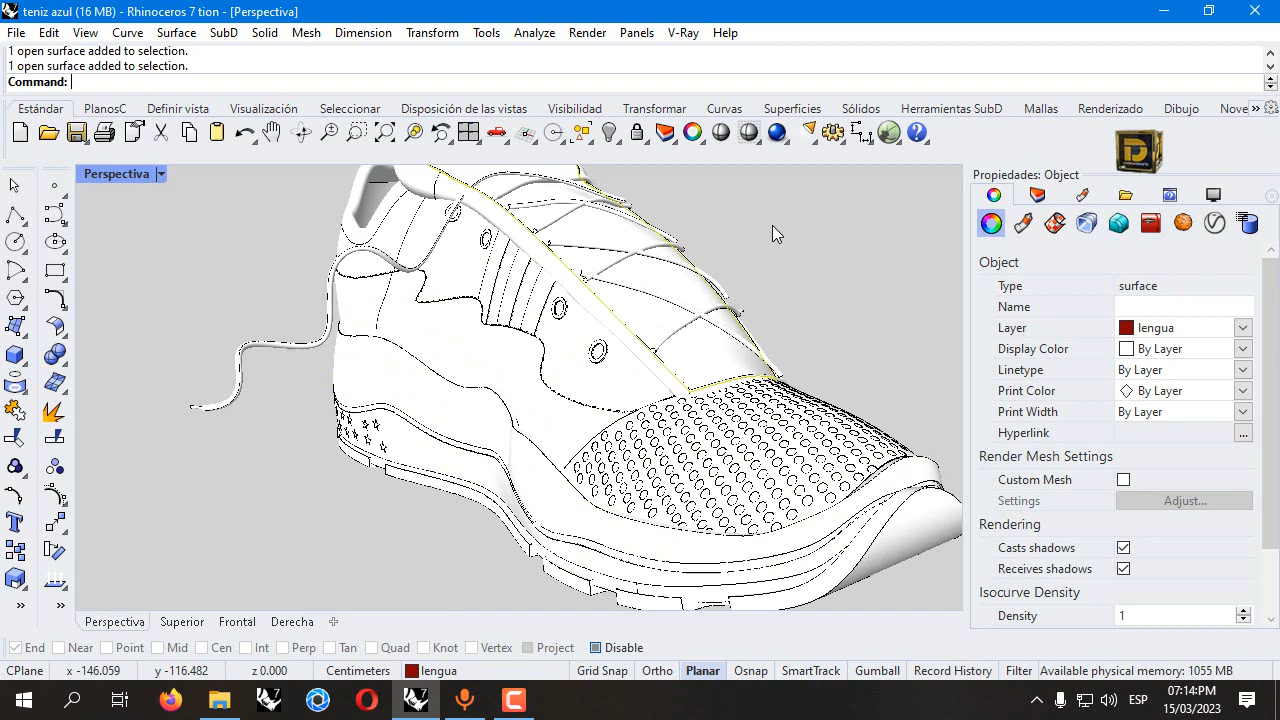 teniz azul (16 MB) - Rhinoceros 7 tion - [Perspectiva]
File Edit View Curve Surface SubD Solid Mesh Dimension Transform Tools Analyze Render Panels V-Ray Help
1 open surface added to selection.
1 open surface added to selection.
Command:
Estándar PlanosC Definir vista Visualización Seleccionar Disposición de las vistas Visibilidad Transformar Curvas Superficies Sólidos Herramientas SubD Mallas Renderizado Dibujo Nove
Perspectiva
Propiedades: Object
Object
Type surface
Name
Layer lengua
Display Color By Layer
Linetype By Layer
Print Color By Layer
Print Width By Layer
Hyperlink ...
Render Mesh Settings
Custom Mesh
Settings Adjust...
Rendering
Casts shadows
Receives shadows
Isocurve Density
Density 1
Perspectiva Superior Frontal Derecha
End Near Point Mid Cen Int Perp Tan Quad Knot Vertex Project Disable
CPlane x -146.059 y -116.482 z 0.000 Centimeters lengua Grid Snap Ortho Planar Osnap SmartTrack Gumball Record History Filter Available physical memory: 1055 MB
ESP
07:14PM
15/03/2023